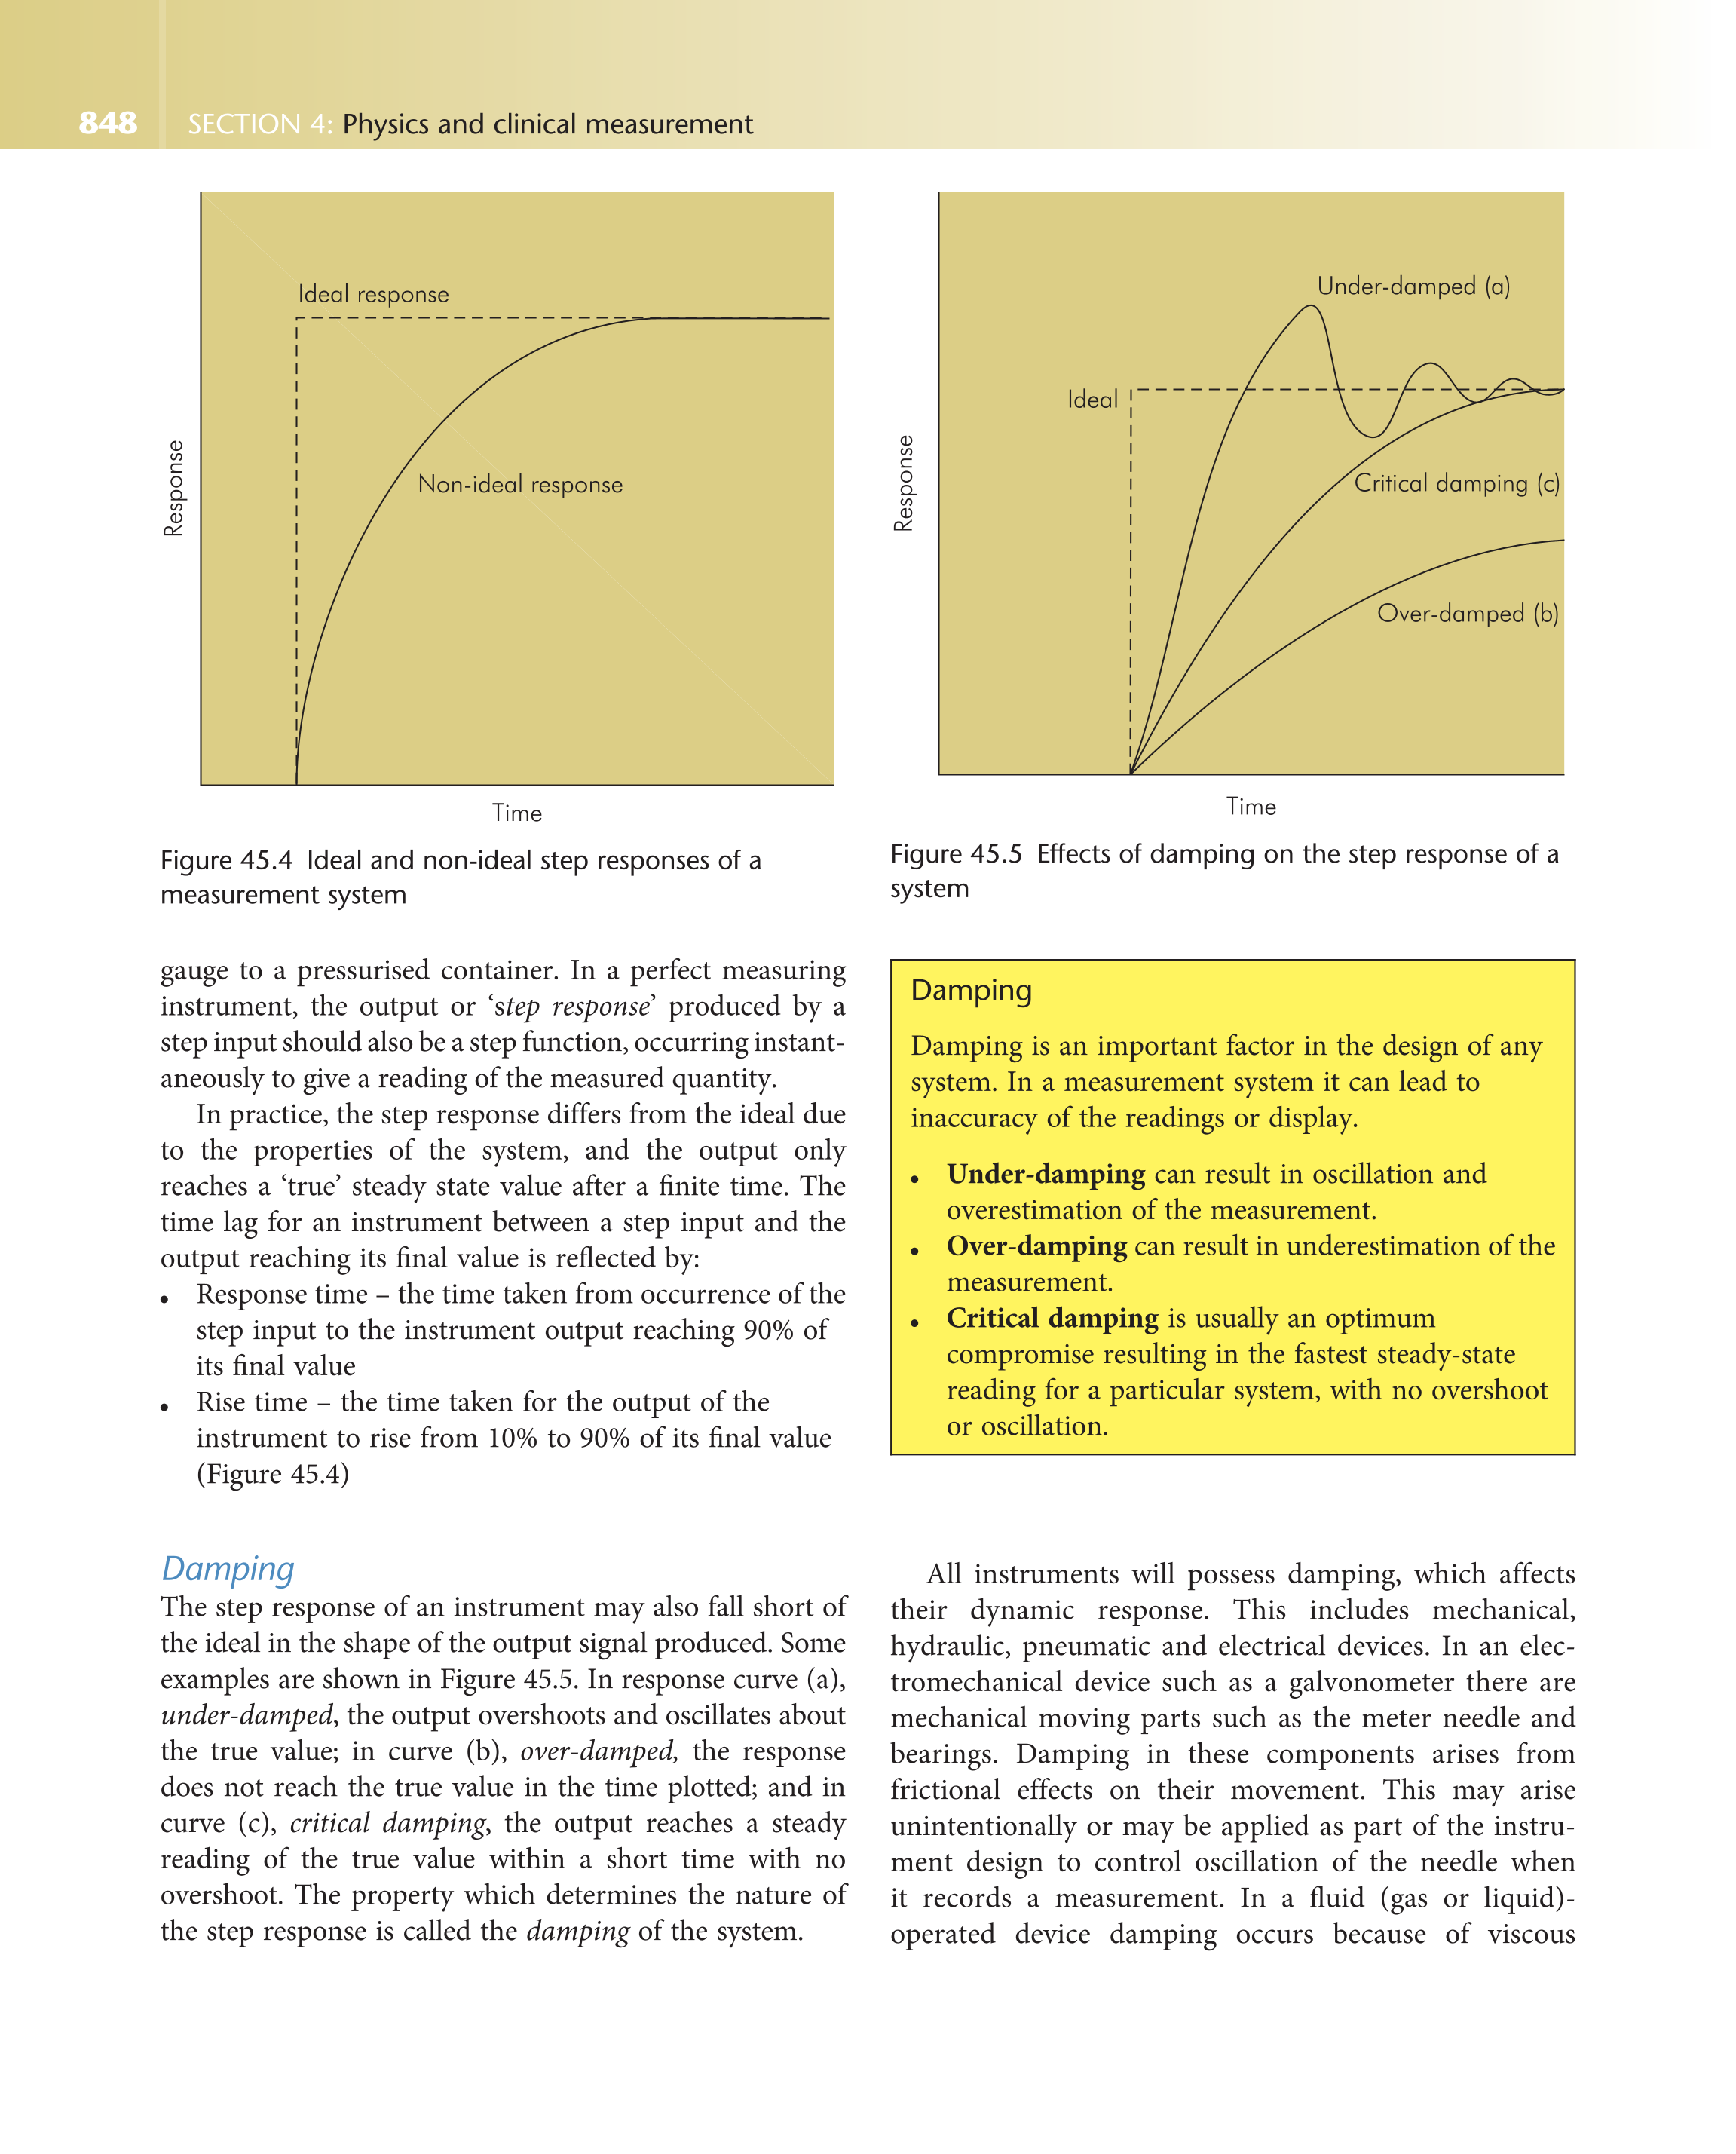 848 SECTION 4: Physics and clinical measurement
Ideal response
Non-ideal response
Response
Time
Figure 45.4 Ideal and non-ideal step responses of a
measurement system
Under-damped (a)
Ideal
Critical damping (c)
Over-damped (b)
Response
Time
Figure 45.5 Effects of damping on the step response of a
system
gauge to a pressurised container. In a perfect measuring
instrument, the output or ‘step response’ produced by a
step input should also be a step function, occurring instant-
aneously to give a reading of the measured quantity.
In practice, the step response differs from the ideal due
to the properties of the system, and the output only
reaches a ‘true’ steady state value after a finite time. The
time lag for an instrument between a step input and the
output reaching its final value is reflected by:
• Response time – the time taken from occurrence of the
step input to the instrument output reaching 90% of
its final value
• Rise time – the time taken for the output of the
instrument to rise from 10% to 90% of its final value
(Figure 45.4)
Damping
The step response of an instrument may also fall short of
the ideal in the shape of the output signal produced. Some
examples are shown in Figure 45.5. In response curve (a),
under-damped, the output overshoots and oscillates about
the true value; in curve (b), over-damped, the response
does not reach the true value in the time plotted; and in
curve (c), critical damping, the output reaches a steady
reading of the true value within a short time with no
overshoot. The property which determines the nature of
the step response is called the damping of the system.
Damping
Damping is an important factor in the design of any
system. In a measurement system it can lead to
inaccuracy of the readings or display.
• Under-damping can result in oscillation and
overestimation of the measurement.
• Over-damping can result in underestimation of the
measurement.
• Critical damping is usually an optimum
compromise resulting in the fastest steady-state
reading for a particular system, with no overshoot
or oscillation.
All instruments will possess damping, which affects
their dynamic response. This includes mechanical,
hydraulic, pneumatic and electrical devices. In an elec-
tromechanical device such as a galvonometer there are
mechanical moving parts such as the meter needle and
bearings. Damping in these components arises from
frictional effects on their movement. This may arise
unintentionally or may be applied as part of the instru-
ment design to control oscillation of the needle when
it records a measurement. In a fluid (gas or liquid)-
operated device damping occurs because of viscous